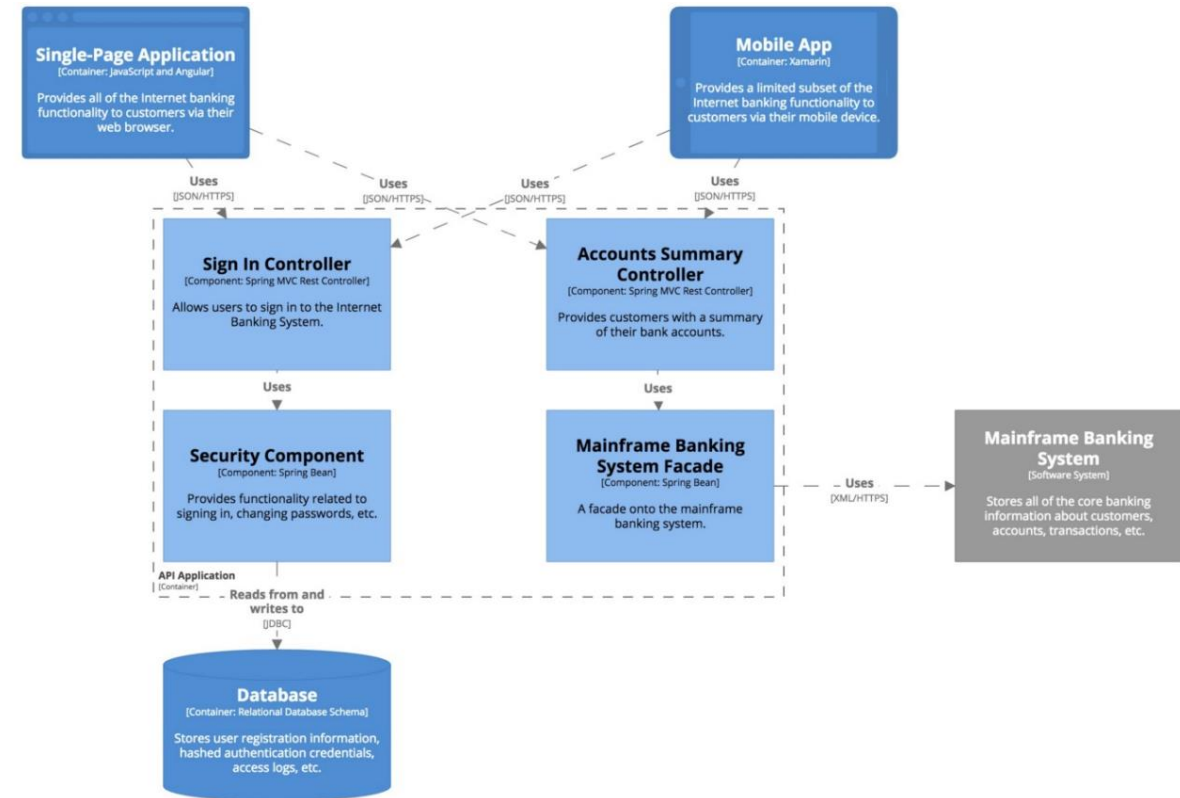 Single-Page Application
[Container: JavaScript and Angular]
Provides all of the Internet banking
functionality to customers via their
web browser.
Mobile App
[Container: Xamarin]
Provides a limited subset of the
Internet banking functionality to
customers via their mobile device.
Uses
[JSON/HTTPS]
Uses
[JSON/HTTPS]
Uses
[JSON/HTTPS]
Uses
[JSON/HTTPS]
Sign In Controller
[Component: Spring MVC Rest Controller]
Allows users to sign in to the Internet
Banking System.
Accounts Summary
Controller
[Component: Spring MVC Rest Controller]
Provides customers with a summary
of their bank accounts.
Uses
Uses
Security Component
[Component: Spring Bean]
Provides functionality related to
signing in, changing passwords, etc.
Mainframe Banking
System Facade
[Component: Spring Bean]
A facade onto the mainframe
banking system.
Uses
[XML/HTTPS]
Mainframe Banking
System
[Software System]
Stores all of the core banking
information about customers,
accounts, transactions, etc.
API Application
[Container]
Reads from and
writes to
[JDBC]
Database
[Container: Relational Database Schema]
Stores user registration information,
hashed authentication credentials,
access logs, etc.